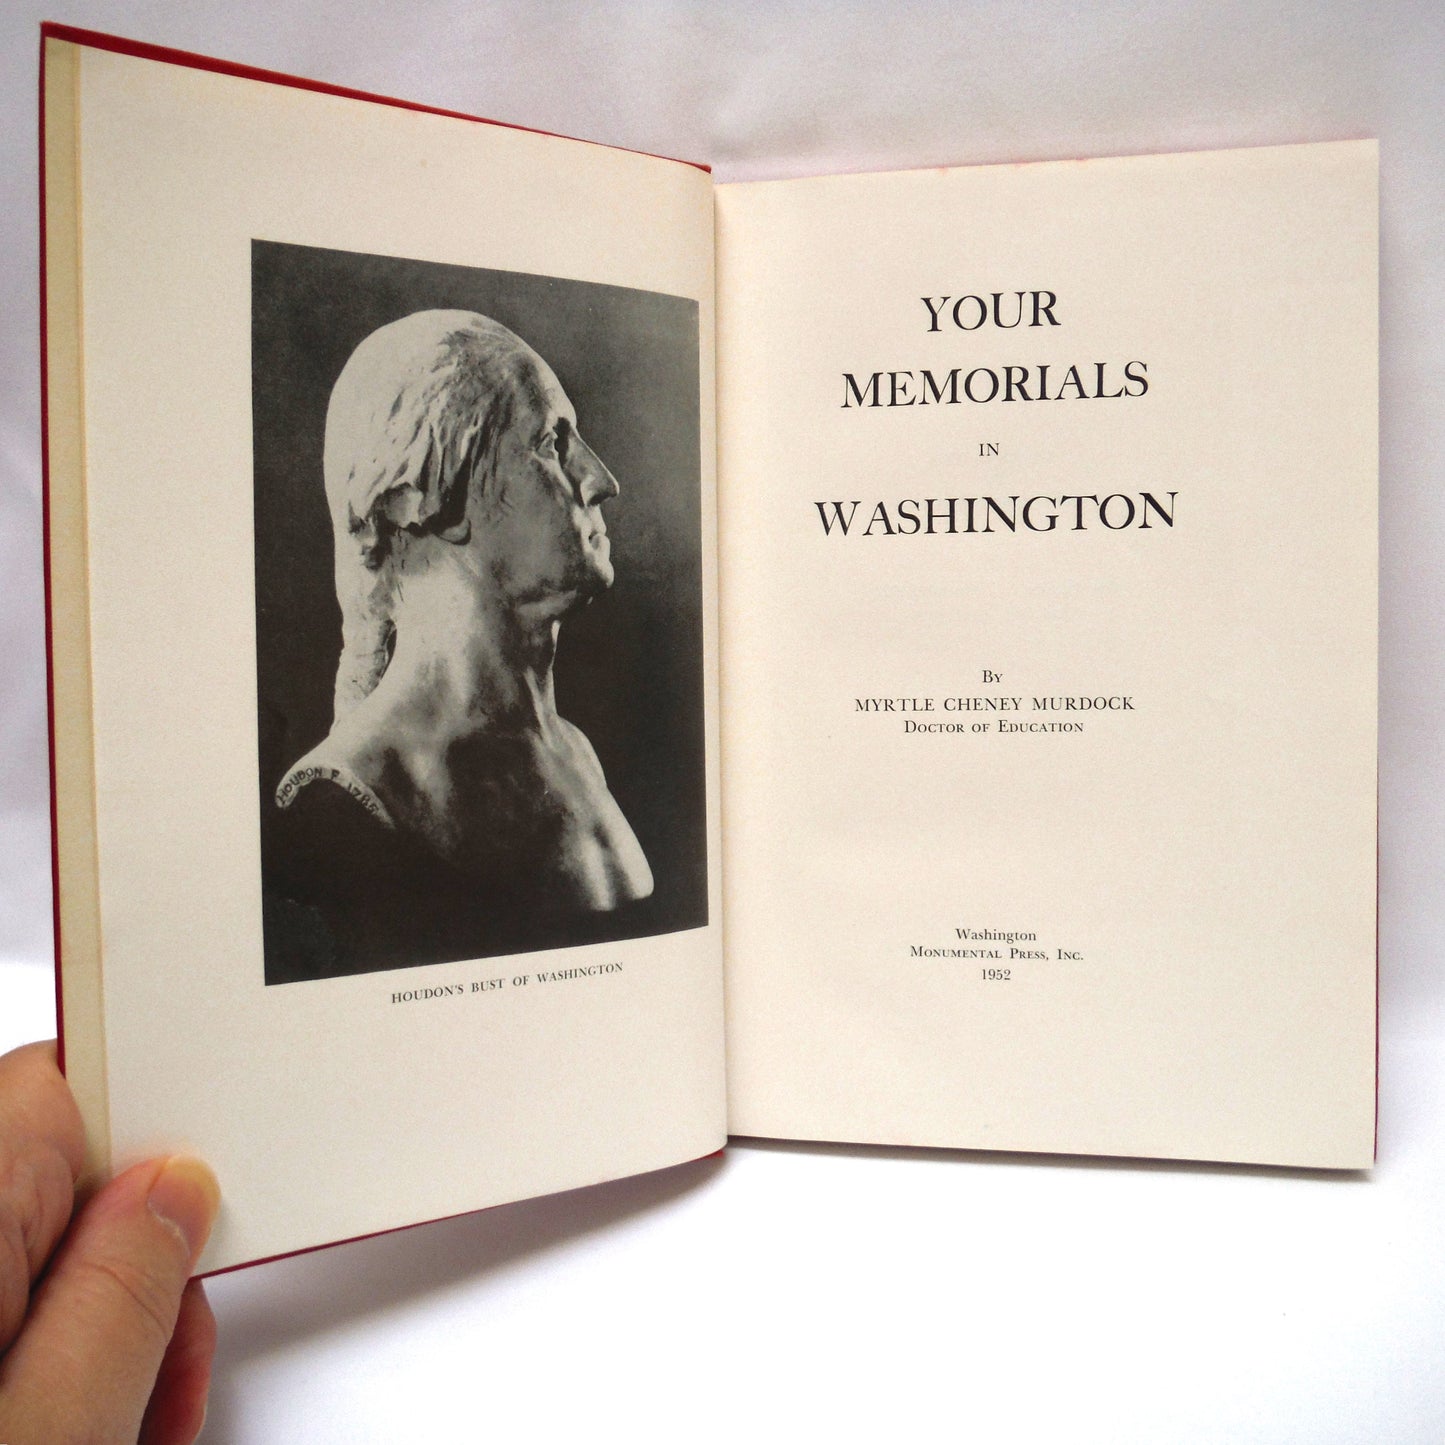 HOUDON F. 1785
HOUDON'S BUST OF WASHINGTON
YOUR
MEMORIALS
IN
WASHINGTON
BY
MYRTLE CHENEY MURDOCK
DOCTOR OF EDUCATION
Washington
MONUMENTAL PRESS, INC.
1952